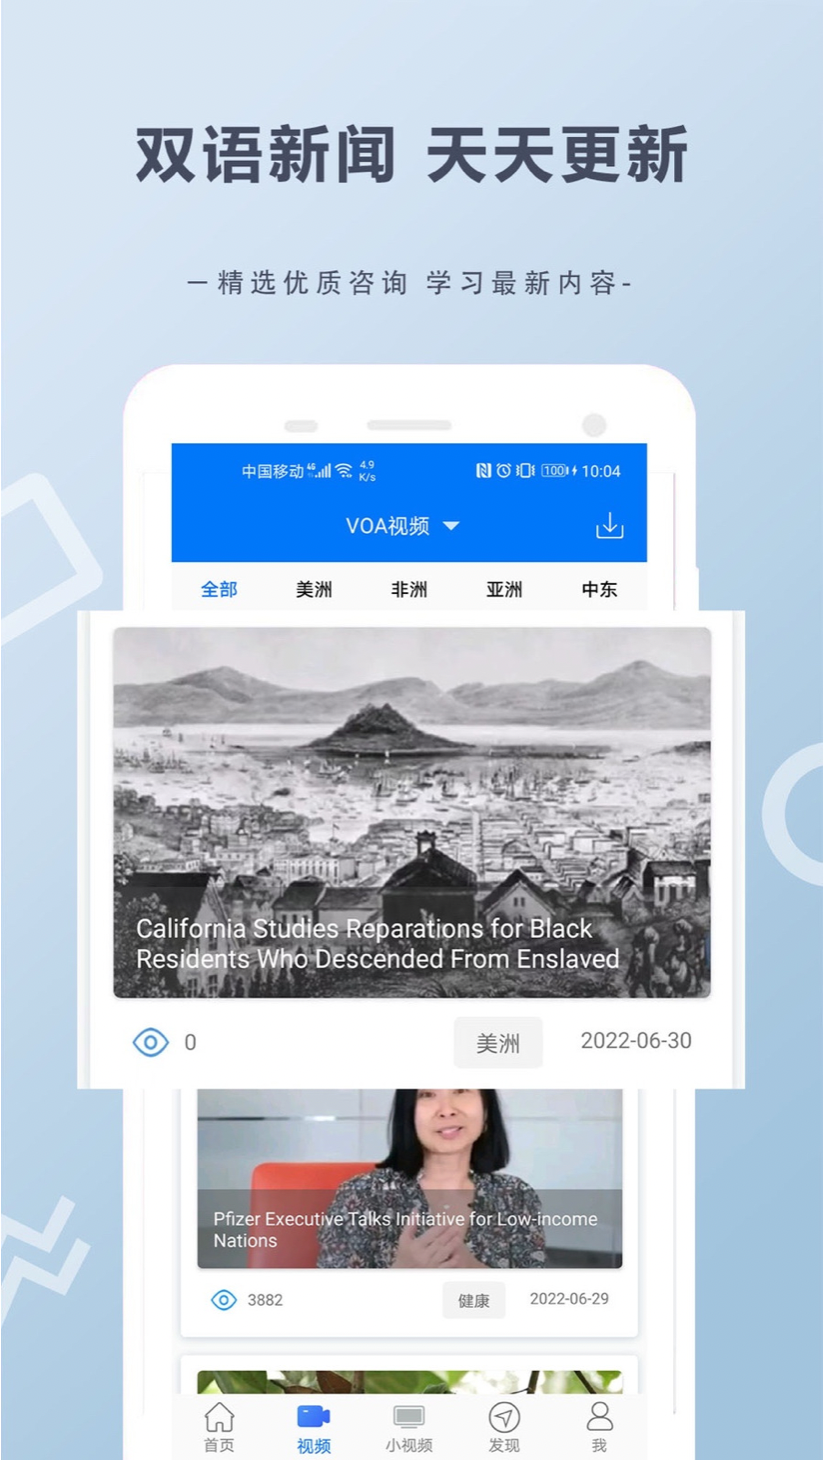 双语新闻 天天更新
—精选优质咨询 学习最新内容-
中国移动 4G 4.9 K/s 100 10:04
VOA视频
全部 美洲 非洲 亚洲 中东
California Studies Reparations for Black
Residents Who Descended From Enslaved
0 美洲 2022-06-30
Pfizer Executive Talks Initiative for Low-income
Nations
3882 健康 2022-06-29
首页 视频 小视频 发现 我